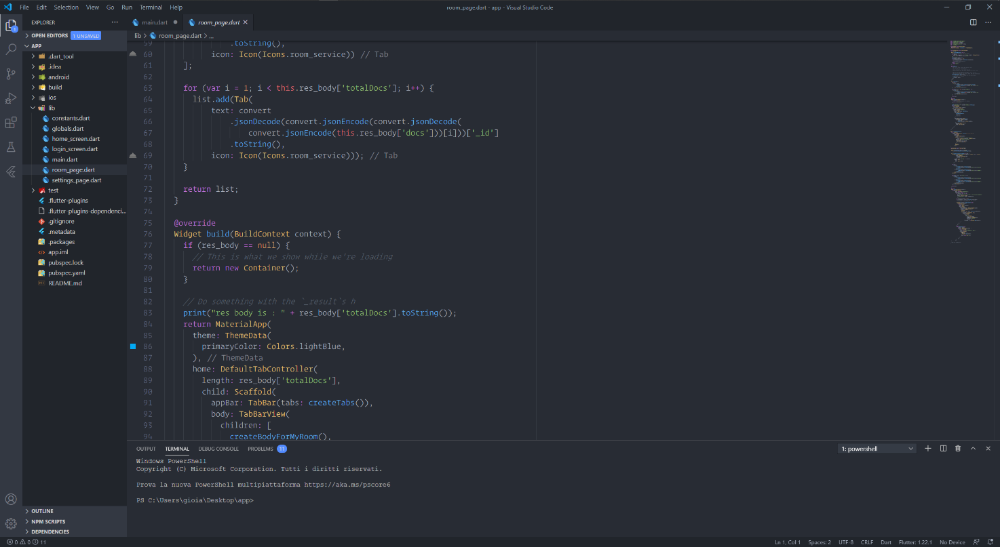 File Edit Selection View Go Run Terminal Help
room_page.dart - app - Visual Studio Code
1
EXPLORER
OPEN EDITORS 1 UNSAVED
APP
.dart_tool
.idea
android
build
ios
lib
constants.dart
globals.dart
home_screen.dart
login_screen.dart
main.dart
room_page.dart
settings_page.dart
test
.flutter-plugins
.flutter-plugins-dependenci...
.gitignore
.metadata
.packages
app.iml
pubspec.lock
pubspec.yaml
README.md
OUTLINE
NPM SCRIPTS
DEPENDENCIES
main.dart
room_page.dart
lib > room_page.dart > ...
59 .toString(),
60 icon: Icon(Icons.room_service)) // Tab
61 ];
62
63 for (var i = 1; i < this.res_body['totalDocs']; i++) {
64 list.add(Tab(
65 text: convert
66 .jsonDecode(convert.jsonEncode(convert.jsonDecode(
67 convert.jsonEncode(this.res_body['docs']))[i]))['_id']
68 .toString(),
69 icon: Icon(Icons.room_service))); // Tab
70 }
71
72 return list;
73 }
74
75 @override
76 Widget build(BuildContext context) {
77 if (res_body == null) {
78 // This is what we show while we're loading
79 return new Container();
80 }
81
82 // Do something with the `_result`s h
83 print("res body is : " + res_body['totalDocs'].toString());
84 return MaterialApp(
85 theme: ThemeData(
86 primaryColor: Colors.lightBlue,
87 ), // ThemeData
88 home: DefaultTabController(
89 length: res_body['totalDocs'],
90 child: Scaffold(
91 appBar: TabBar(tabs: createTabs()),
92 body: TabBarView(
93 children: [
94 createBodyForMyRoom(),
OUTPUT TERMINAL DEBUG CONSOLE PROBLEMS 11
1: powershell
Windows PowerShell
Copyright (C) Microsoft Corporation. Tutti i diritti riservati.
Prova la nuova PowerShell multipiattaforma https://aka.ms/pscore6
PS C:\Users\gioia\Desktop\app>
0 0 11
Ln 1, Col 1 Spaces: 2 UTF-8 CRLF Dart Flutter: 1.22.1 No Device